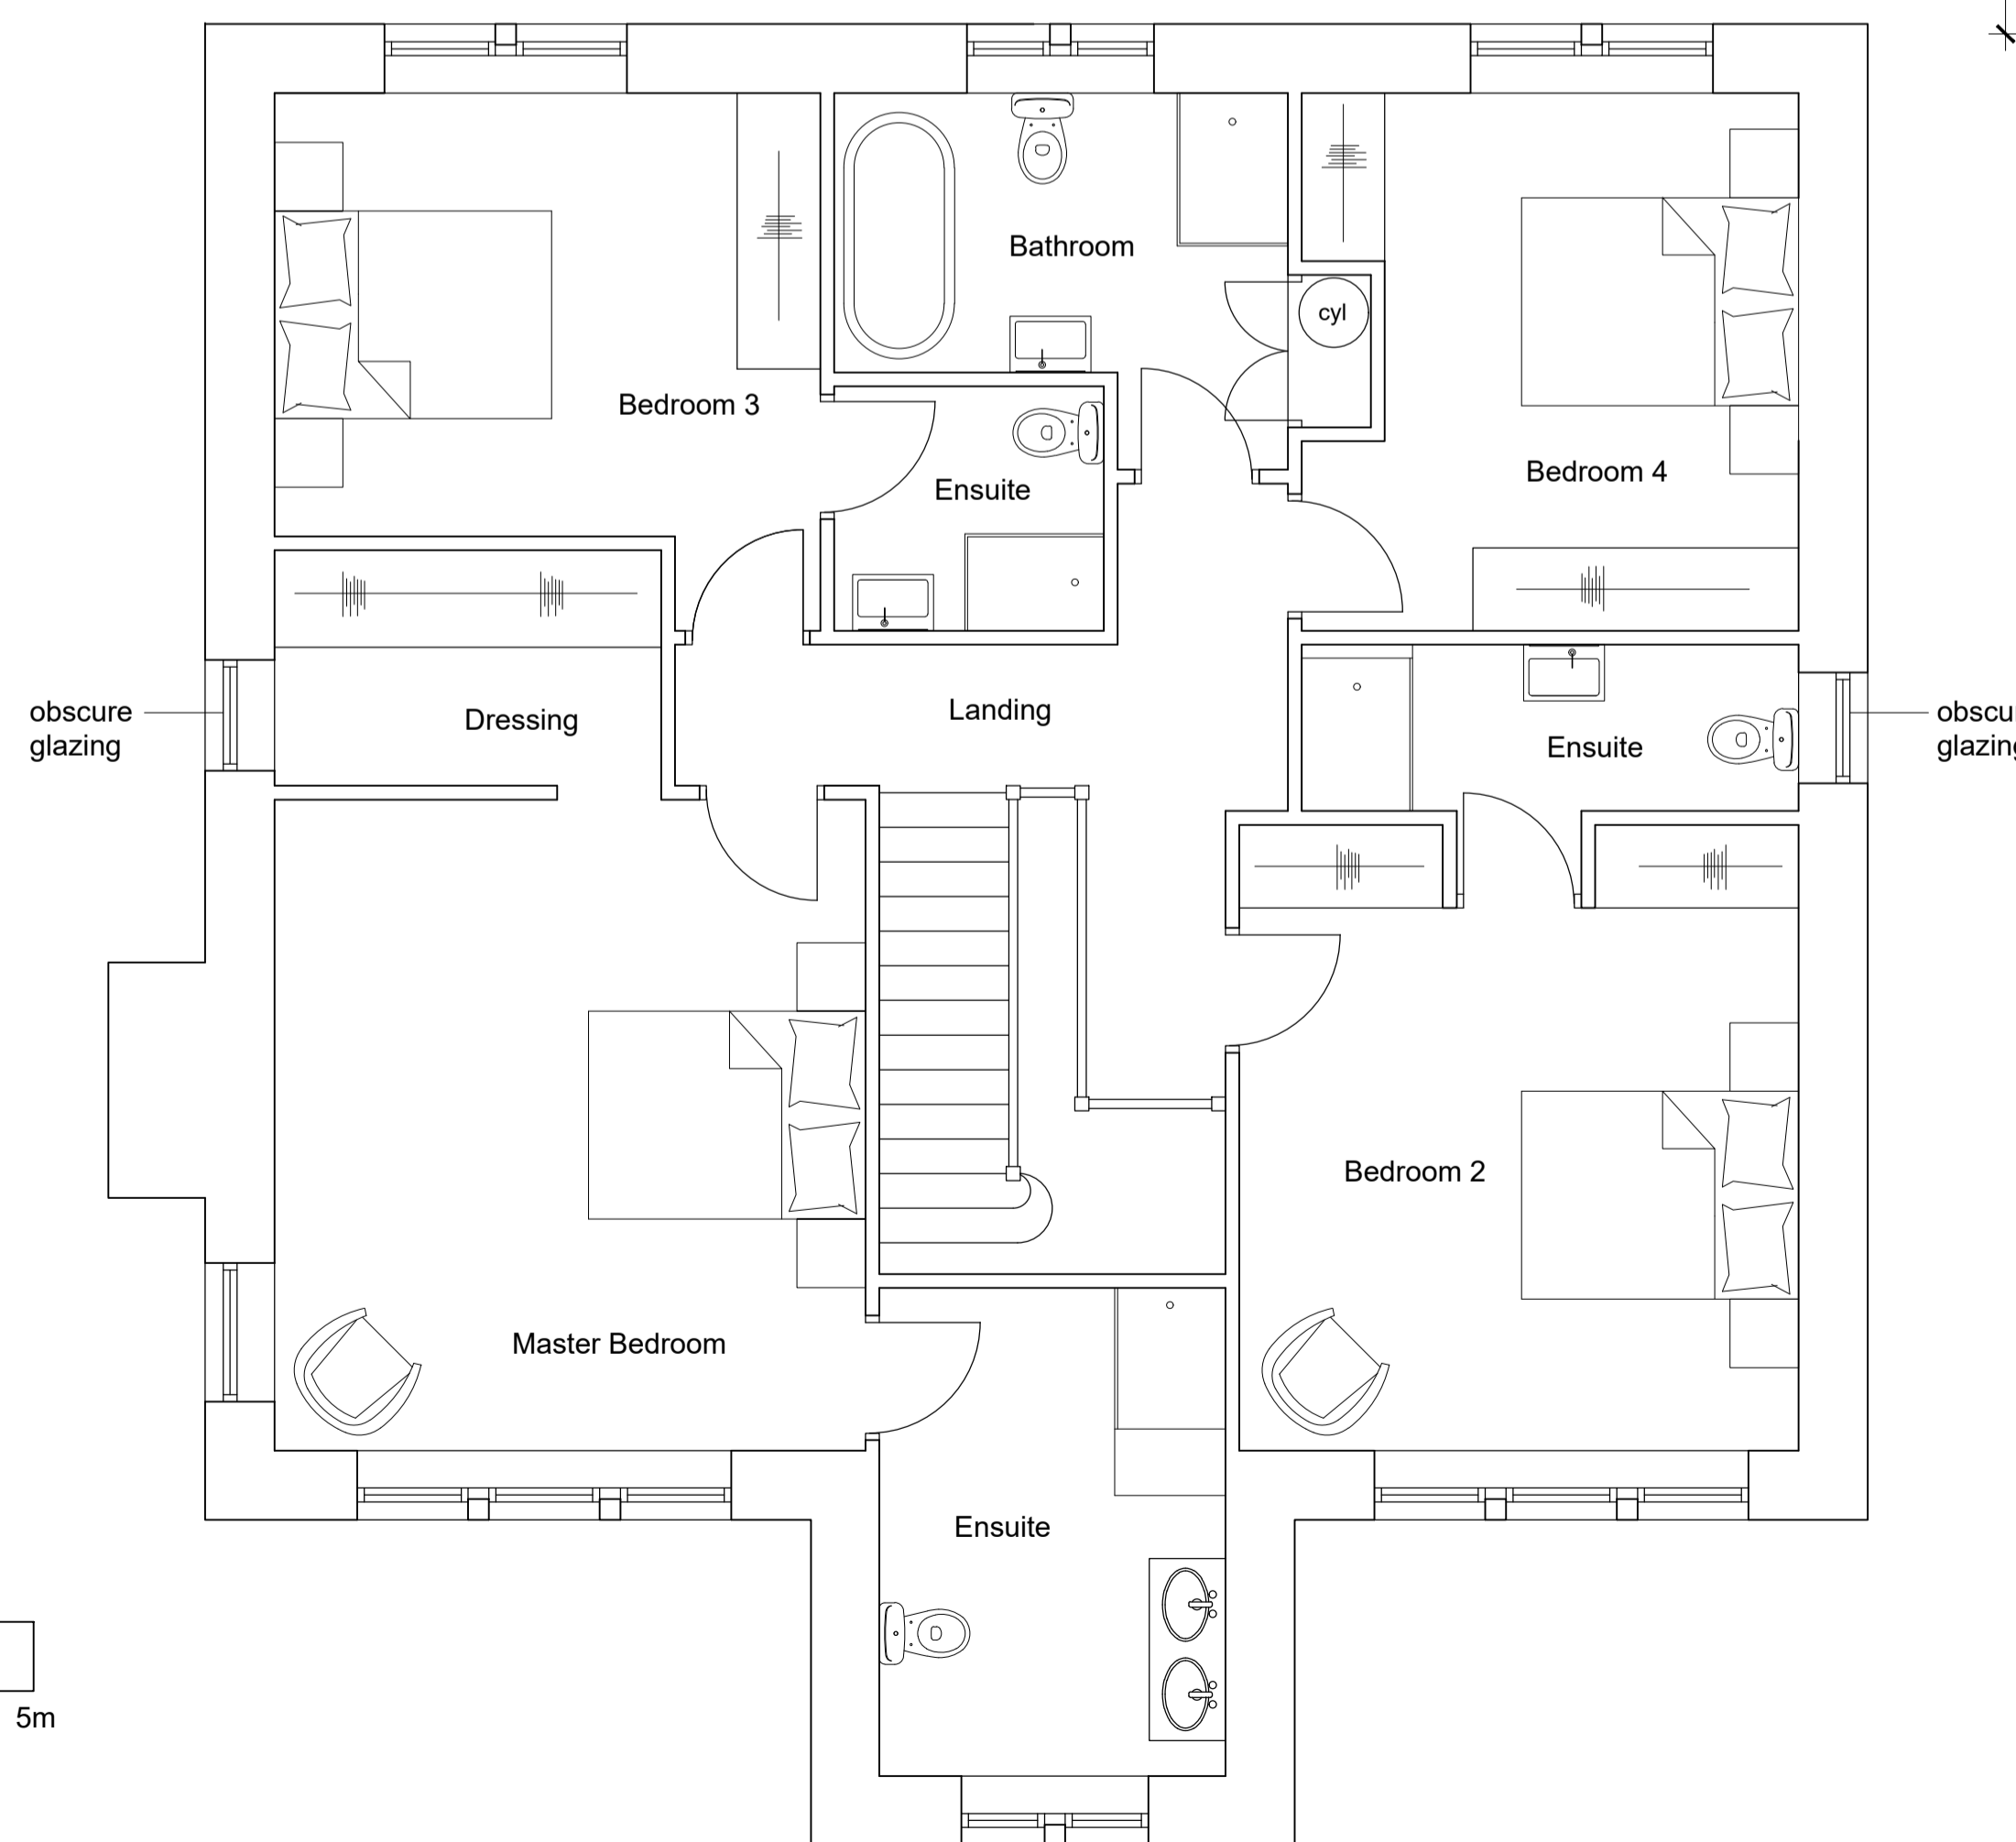 Bathroom
cyl
Bedroom 3
Bedroom 4
Ensuite
obscure
glazing
Dressing
Landing
Ensuite
obscu
glazing
Bedroom 2
Master Bedroom
Ensuite
5m